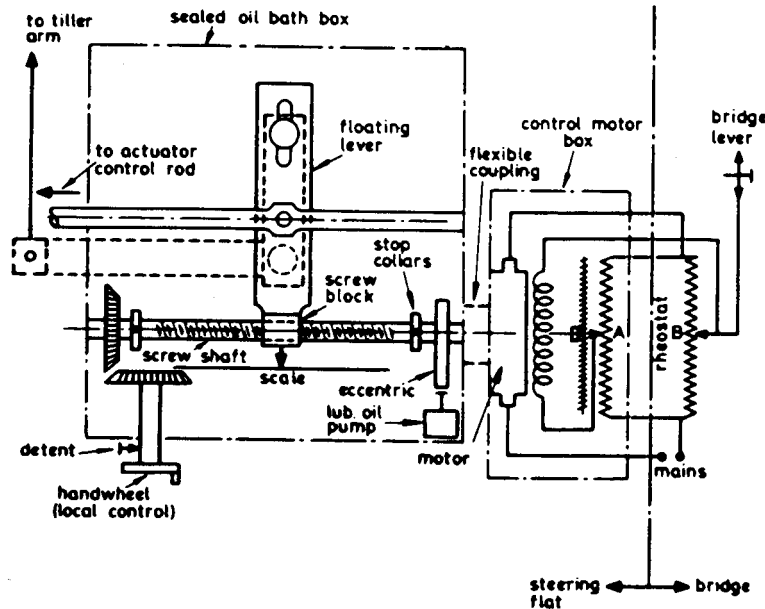 to tiller
arm
sealed oil bath box
floating
lever
to actuator
control rod
flexible
coupling
control motor
box
bridge
lever
stop
collars
screw
block
screw shaft
scale
eccentric
lub. oil
pump
detent
handwheel
(local control)
motor
A
rheostat
B
mains
steering
flat
bridge